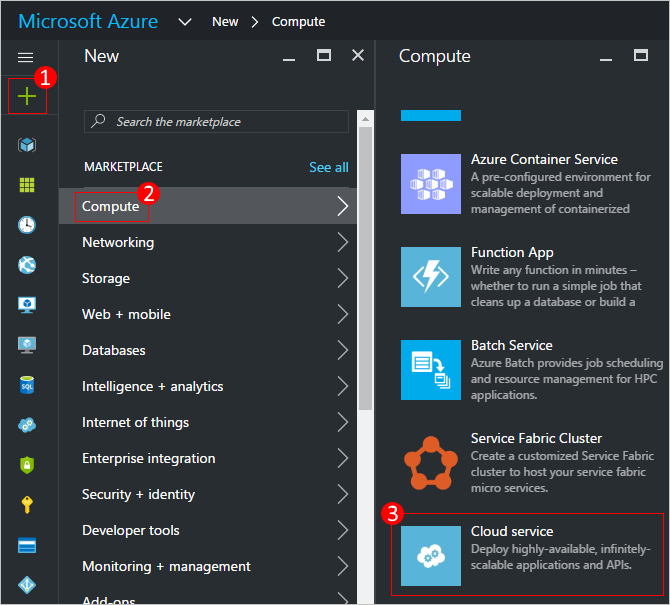 Microsoft Azure New > Compute
New
Compute
1
Search the marketplace
MARKETPLACE See all
2
Compute
Networking
Storage
Web + mobile
Databases
Intelligence + analytics
Internet of things
Enterprise integration
Security + identity
Developer tools
Monitoring + management
Add-ons
SQL
Azure Container Service
A pre-configured environment for
scalable deployment and
management of containerized
Function App
Write any function in minutes –
whether to run a simple job that
cleans up a database or build a
Batch Service
Azure Batch provides job scheduling
and resource management for HPC
applications.
Service Fabric Cluster
Create a customized Service Fabric
cluster to host your service fabric
micro services.
3
Cloud service
Deploy highly-available, infinitely-
scalable applications and APIs.